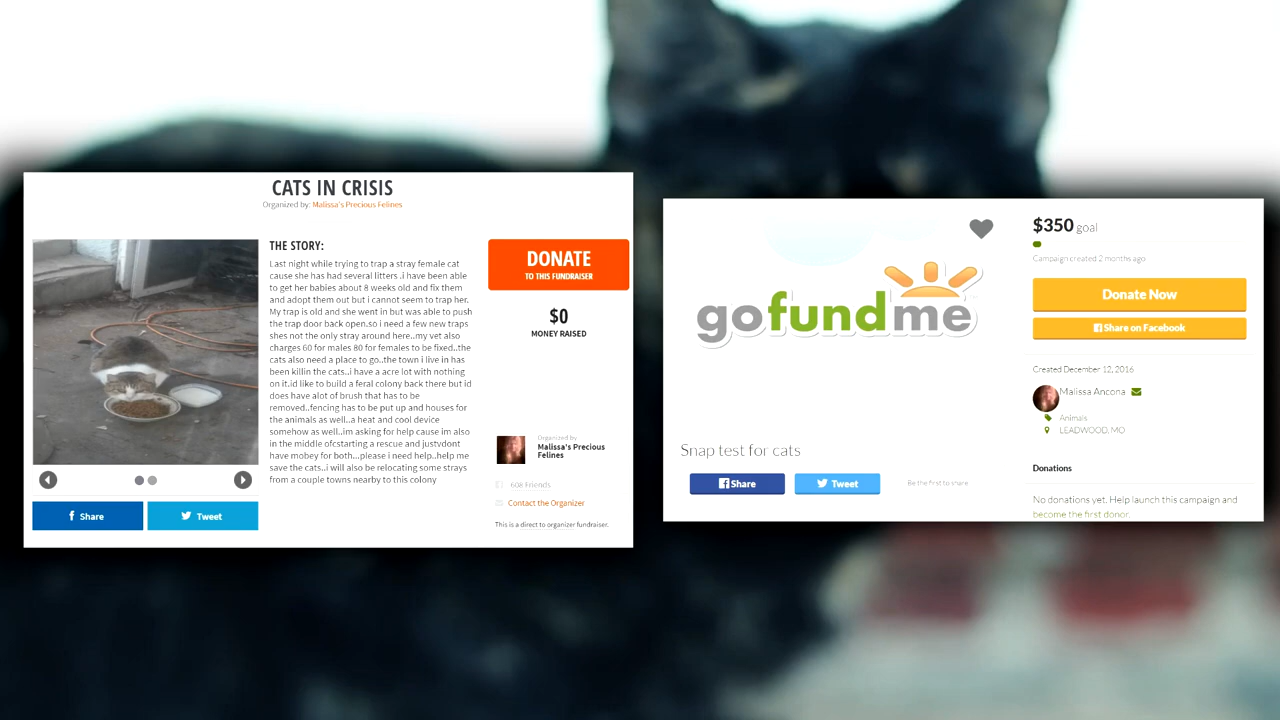 CATS IN CRISIS
Organized by: Malissa's Precious Felines
THE STORY:
Last night while trying to trap a stray female cat
cause she has had several litters .i have been able
to get her babies about 8 weeks old and fix them
and adopt them out but i cannot seem to trap her.
My trap is old and she went in but was able to push
the trap door back open.so i need a few new traps
shes not the only stray around here..my vet also
charges 60 for males 80 for females to be fixed..the
cats also need a place to go..the town i live in has
been killin the cats..i have a acre lot with nothing
on it.id like to build a feral colony back there but id
does have alot of brush that has to be
removed..fencing has to be put up and houses for
the animals as well..a heat and cool device
somehow as well..im asking for help cause im also
in the middle ofcstarting a rescue and justvdont
have mobey for both...please i need help..help me
save the cats..i will also be relocating some strays
from a couple towns nearby to this colony
Share
Tweet
DONATE
TO THIS FUNDRAISER
$0
MONEY RAISED
Organized by
Malissa's Precious
Felines
608 Friends
Contact the Organizer
This is a direct to organizer fundraiser.
gofundme
Snap test for cats
Share
Tweet
Be the first to share
$350 goal
Campaign created 2 months ago
Donate Now
Share on Facebook
Created December 12, 2016
Malissa Ancona
Animals
LEADWOOD, MO
Donations
No donations yet. Help launch this campaign and
become the first donor.